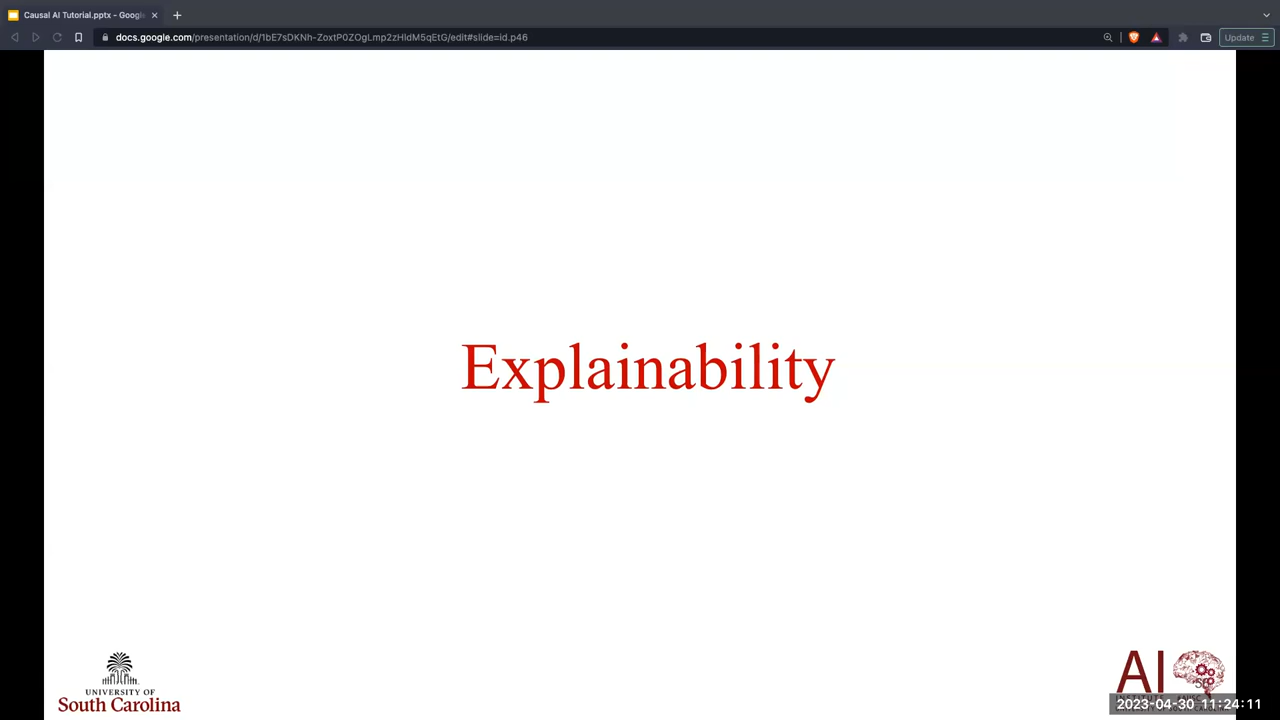 Causal AI Tutorial.pptx - Google
docs.google.com/presentation/d/1bE7sDKNh-ZoxtP0ZOgLmp2zHldM5qEtG/edit#slide=id.p46
Update
Explainability
UNIVERSITY OF
South Carolina
AI
2023-04-30 11:24:11